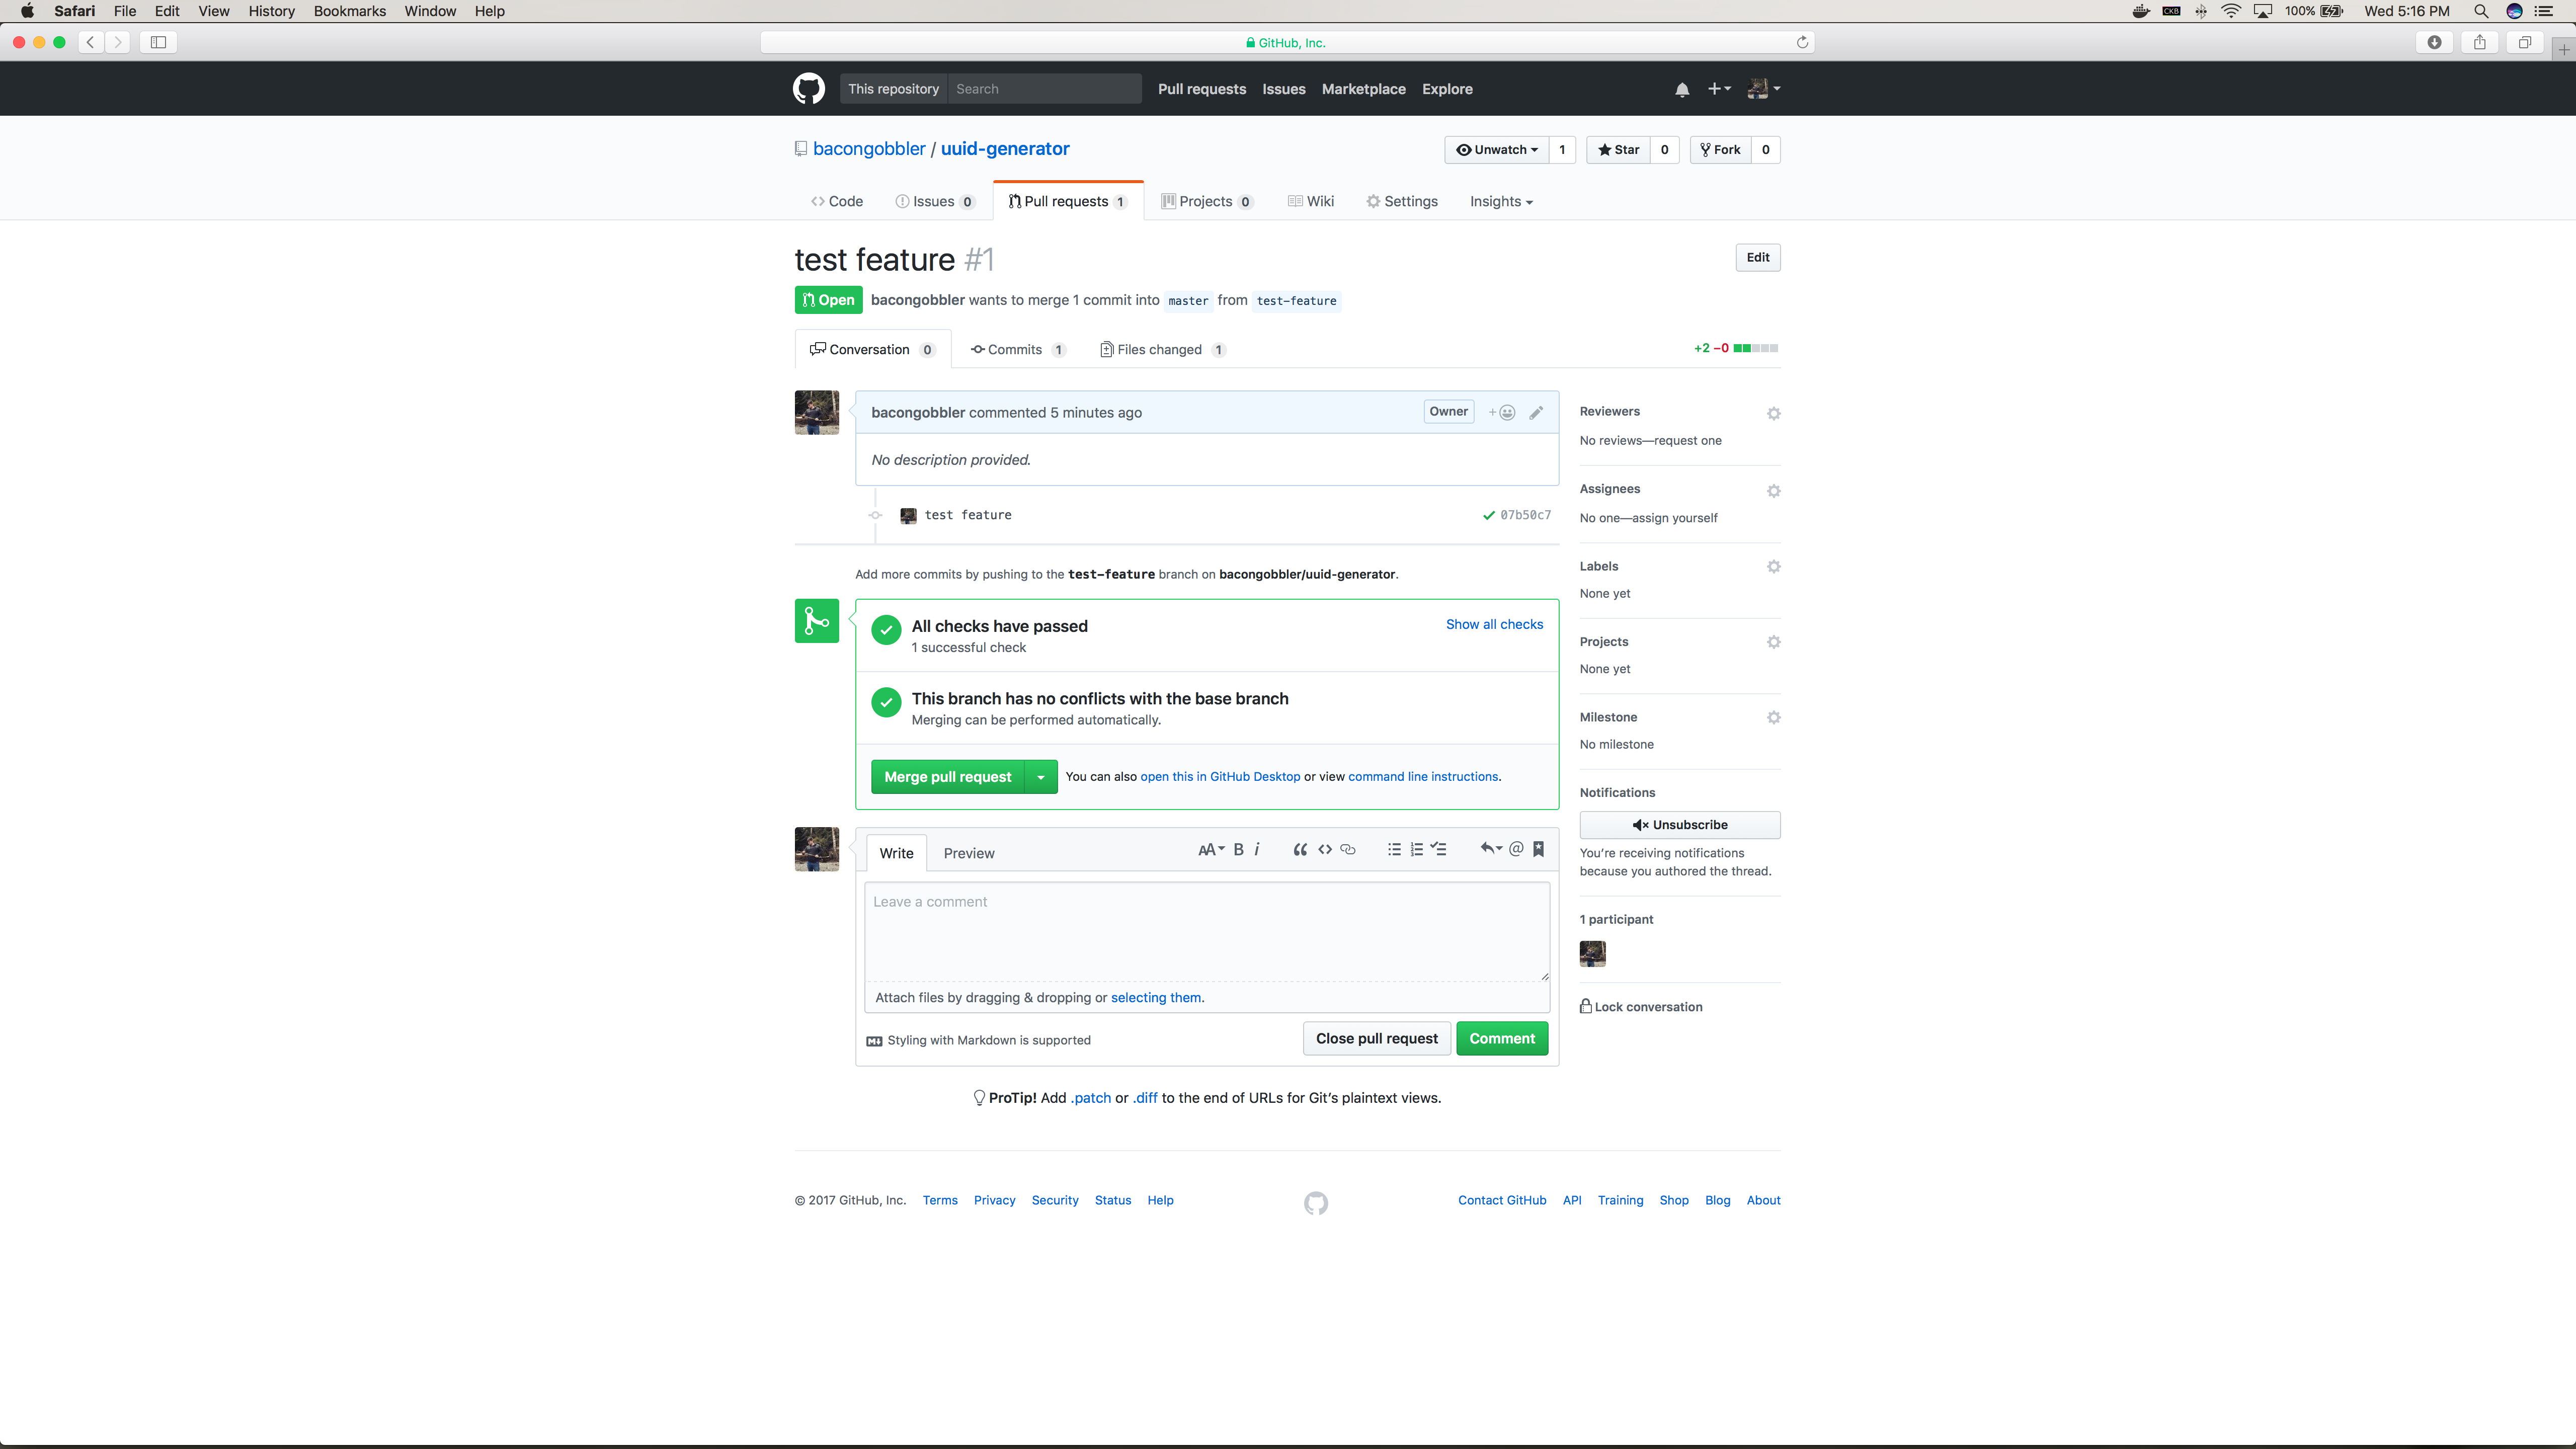 Safari File Edit View History Bookmarks Window Help CKB 100% Wed 5:16 PM
GitHub, Inc.
This repository Search Pull requests Issues Marketplace Explore
bacongobbler / uuid-generator Unwatch 1 Star 0 Fork 0
Code Issues 0 Pull requests 1 Projects 0 Wiki Settings Insights
test feature #1 Edit
Open bacongobbler wants to merge 1 commit into master from test-feature
Conversation 0 Commits 1 Files changed 1 +2 −0
bacongobbler commented 5 minutes ago Owner
No description provided.
test feature 07b50c7
Add more commits by pushing to the test-feature branch on bacongobbler/uuid-generator.
All checks have passed Show all checks
1 successful check
This branch has no conflicts with the base branch
Merging can be performed automatically.
Merge pull request You can also open this in GitHub Desktop or view command line instructions.
Write Preview AA B i
Leave a comment
Attach files by dragging & dropping or selecting them.
Styling with Markdown is supported Close pull request Comment
ProTip! Add .patch or .diff to the end of URLs for Git's plaintext views.
Reviewers
No reviews—request one
Assignees
No one—assign yourself
Labels
None yet
Projects
None yet
Milestone
No milestone
Notifications
Unsubscribe
You're receiving notifications
because you authored the thread.
1 participant
Lock conversation
© 2017 GitHub, Inc. Terms Privacy Security Status Help Contact GitHub API Training Shop Blog About